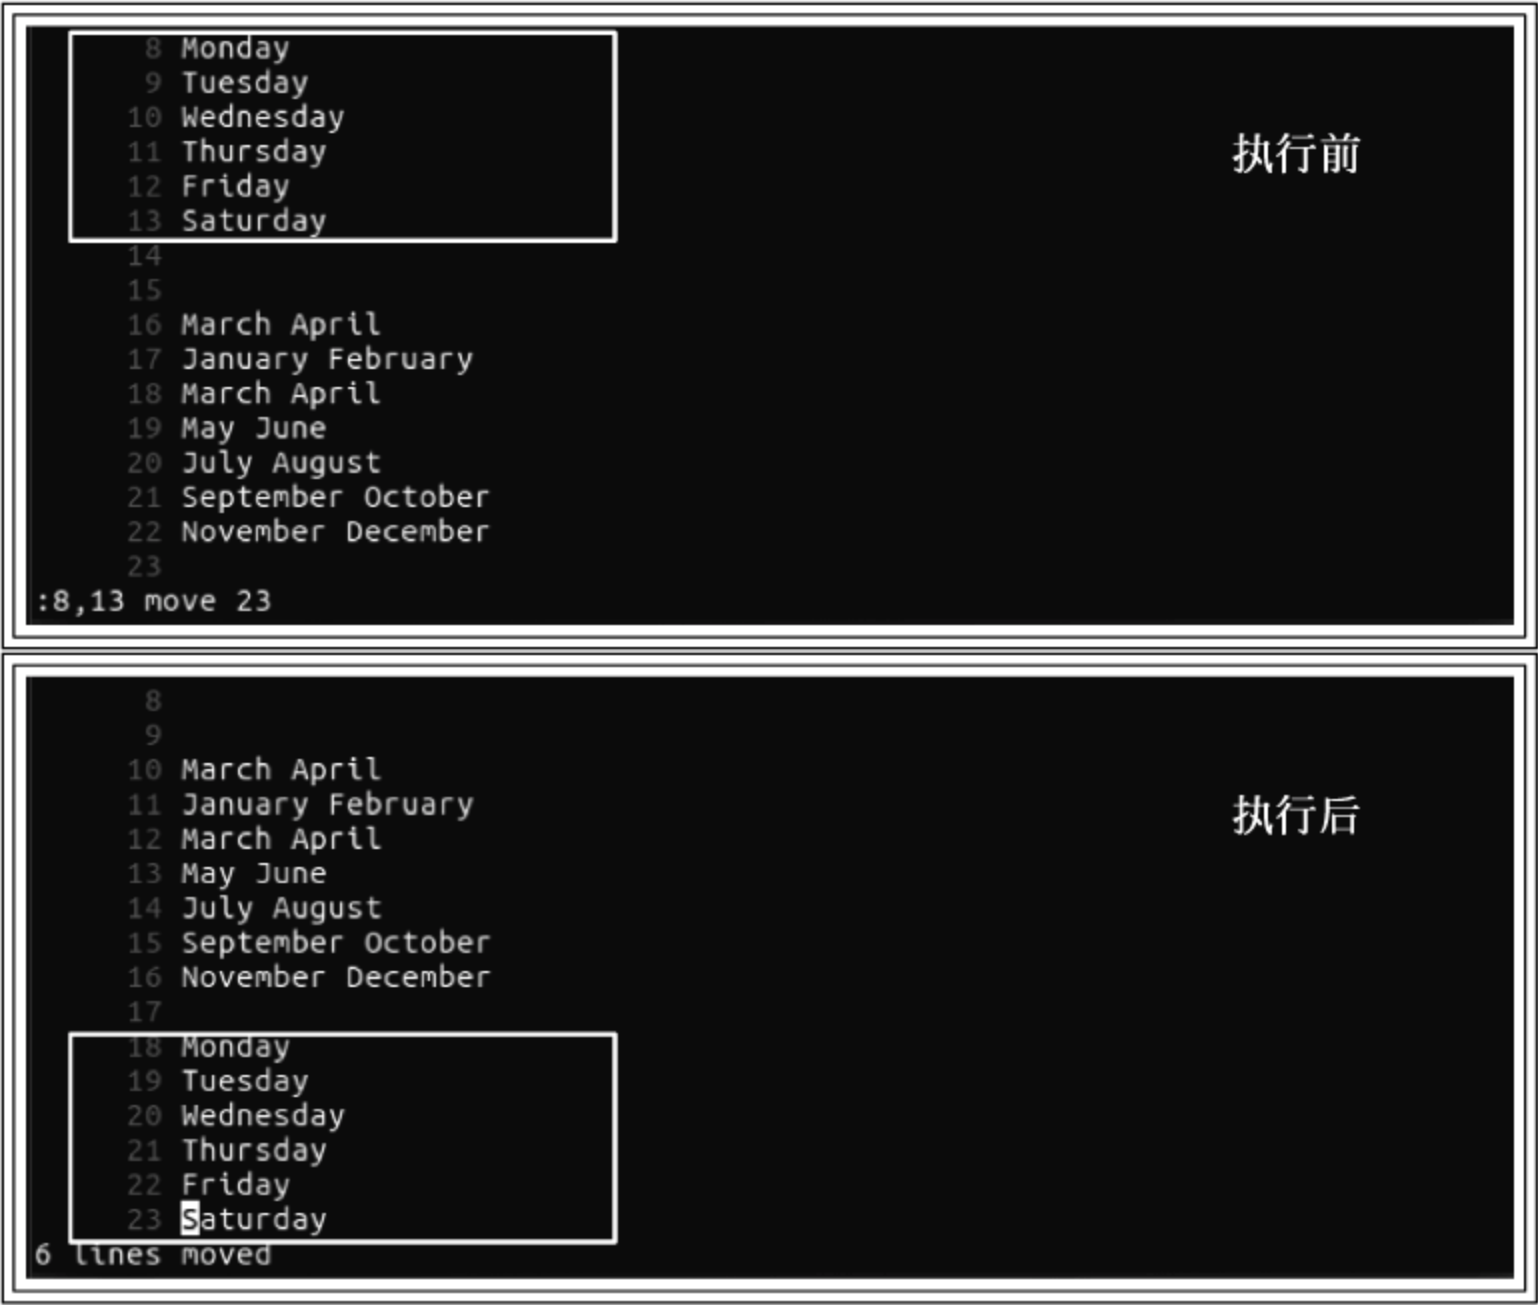 8 Monday
9 Tuesday
10 Wednesday
11 Thursday
12 Friday
13 Saturday
14
15
16 March April
17 January February
18 March April
19 May June
20 July August
21 September October
22 November December
23
:8,13 move 23
执行前
8
9
10 March April
11 January February
12 March April
13 May June
14 July August
15 September October
16 November December
17
18 Monday
19 Tuesday
20 Wednesday
21 Thursday
22 Friday
23 Saturday
6 lines moved
执行后